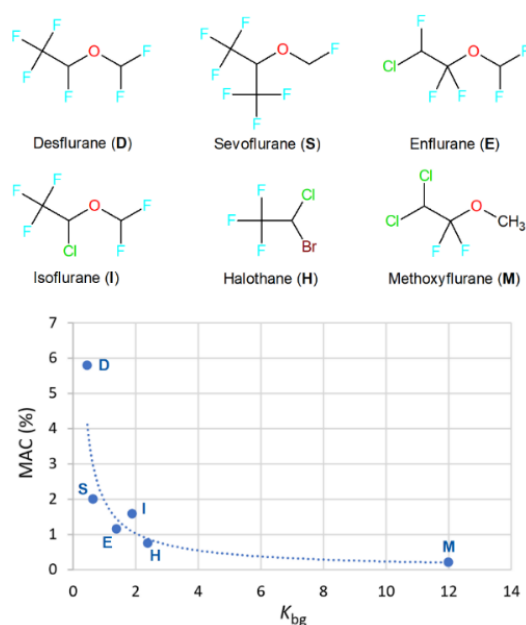 F F F F O F F
Desflurane (D)
F F F O F F F F
Sevoflurane (S)
F Cl F F O F F
Enflurane (E)
F F F Cl O F F
Isoflurane (I)
F F F Cl Br
Halothane (H)
Cl Cl F F O CH3
Methoxyflurane (M)
7
6
5
4
3
2
1
0
MAC (%)
D
S
I
E
H
M
0 2 4 6 8 10 12 14
Kbg